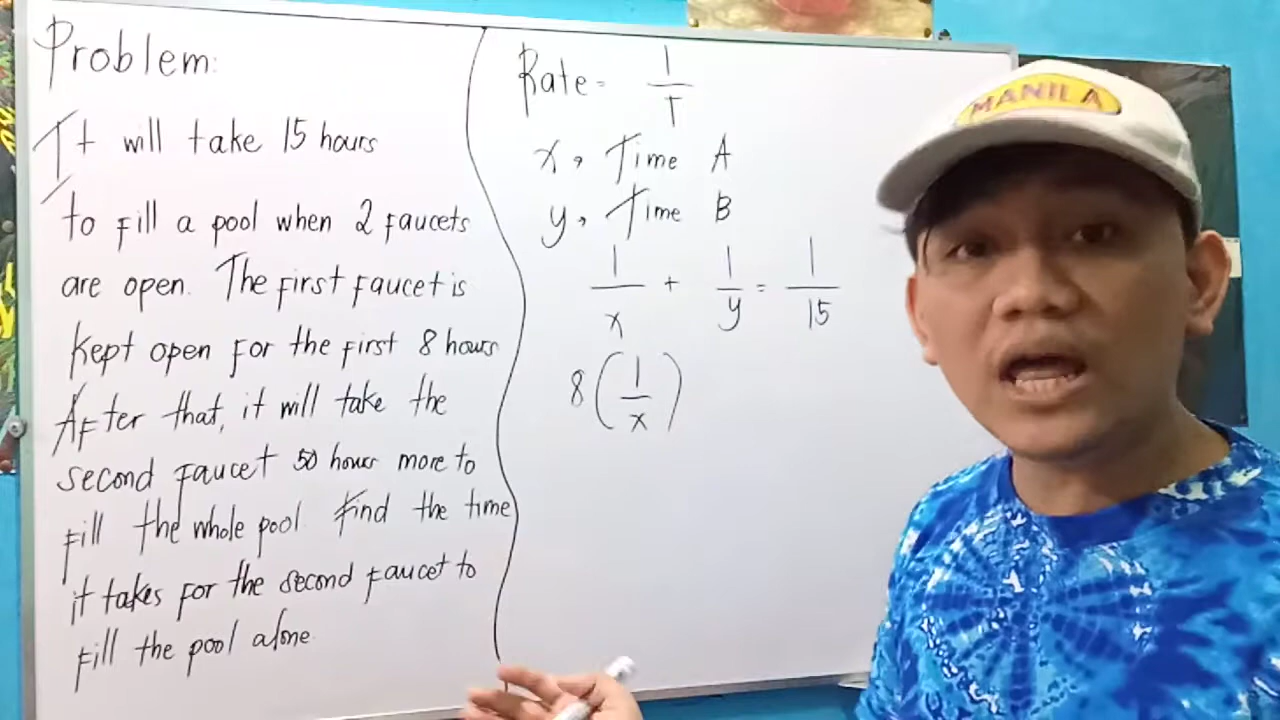 Problem:
It will take 15 hours
to fill a pool when 2 faucets
are open. The first faucet is
kept open for the first 8 hours
After that, it will take the
second faucet 50 hours more to
fill the whole pool. Find the time
it takes for the second faucet to
fill the pool alone.
Rate = 1/T
x, Time A
y, Time B
1/x + 1/y = 1/15
8(1/x)
MANILA